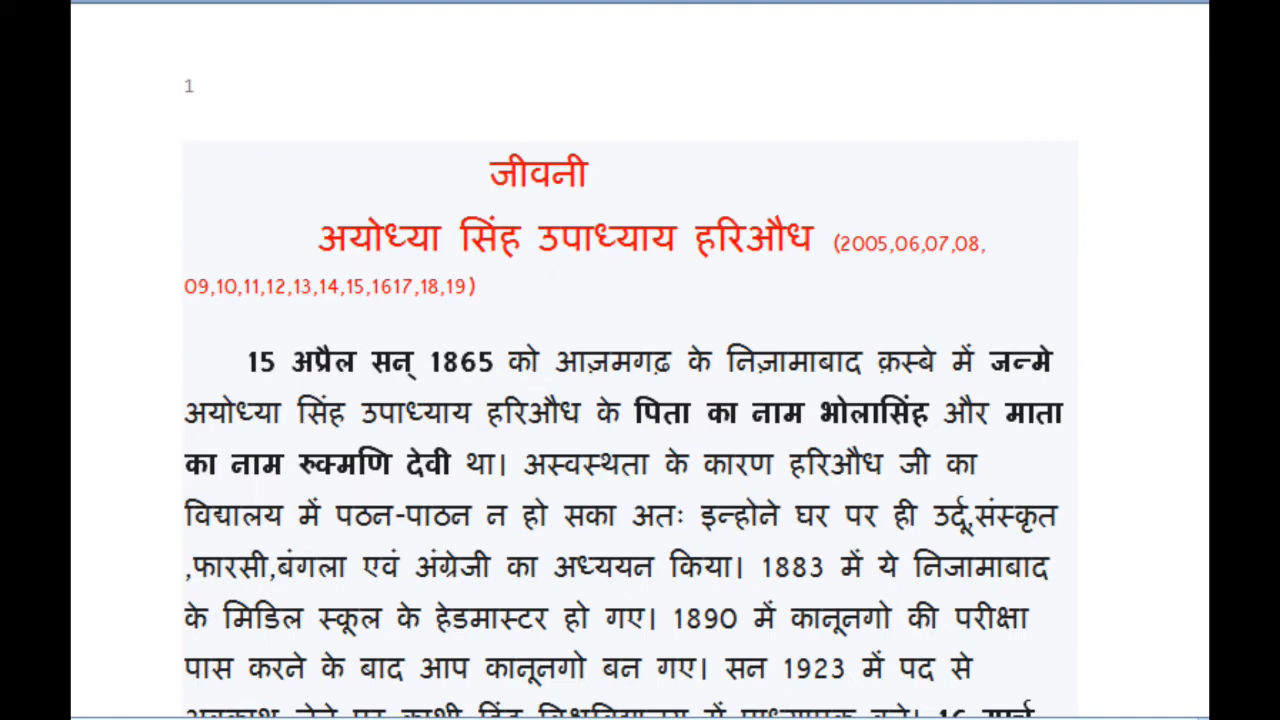 1
जीवनी
अयोध्या सिंह उपाध्याय हरिऔध (2005,06,07,08,
09,10,11,12,13,14,15,1617,18,19)
15 अप्रैल सन् 1865 को आज़मगढ़ के निज़ामाबाद क़स्बे में जन्मे
अयोध्या सिंह उपाध्याय हरिऔध के पिता का नाम भोलासिंह और माता
का नाम रुक्मणि देवी था। अस्वस्थता के कारण हरिऔध जी का
विद्यालय में पठन-पाठन न हो सका अतः इन्होने घर पर ही उर्दू,संस्कृत
,फारसी,बंगला एवं अंग्रेजी का अध्ययन किया। 1883 में ये निजामाबाद
के मिडिल स्कूल के हेडमास्टर हो गए। 1890 में कानूनगो की परीक्षा
पास करने के बाद आप कानूनगो बन गए। सन 1923 में पद से